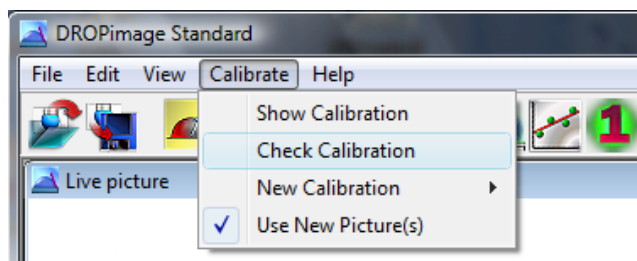 DROPimage Standard
File Edit View Calibrate Help
Show Calibration
Check Calibration
New Calibration
Use New Picture(s)
1
Live picture